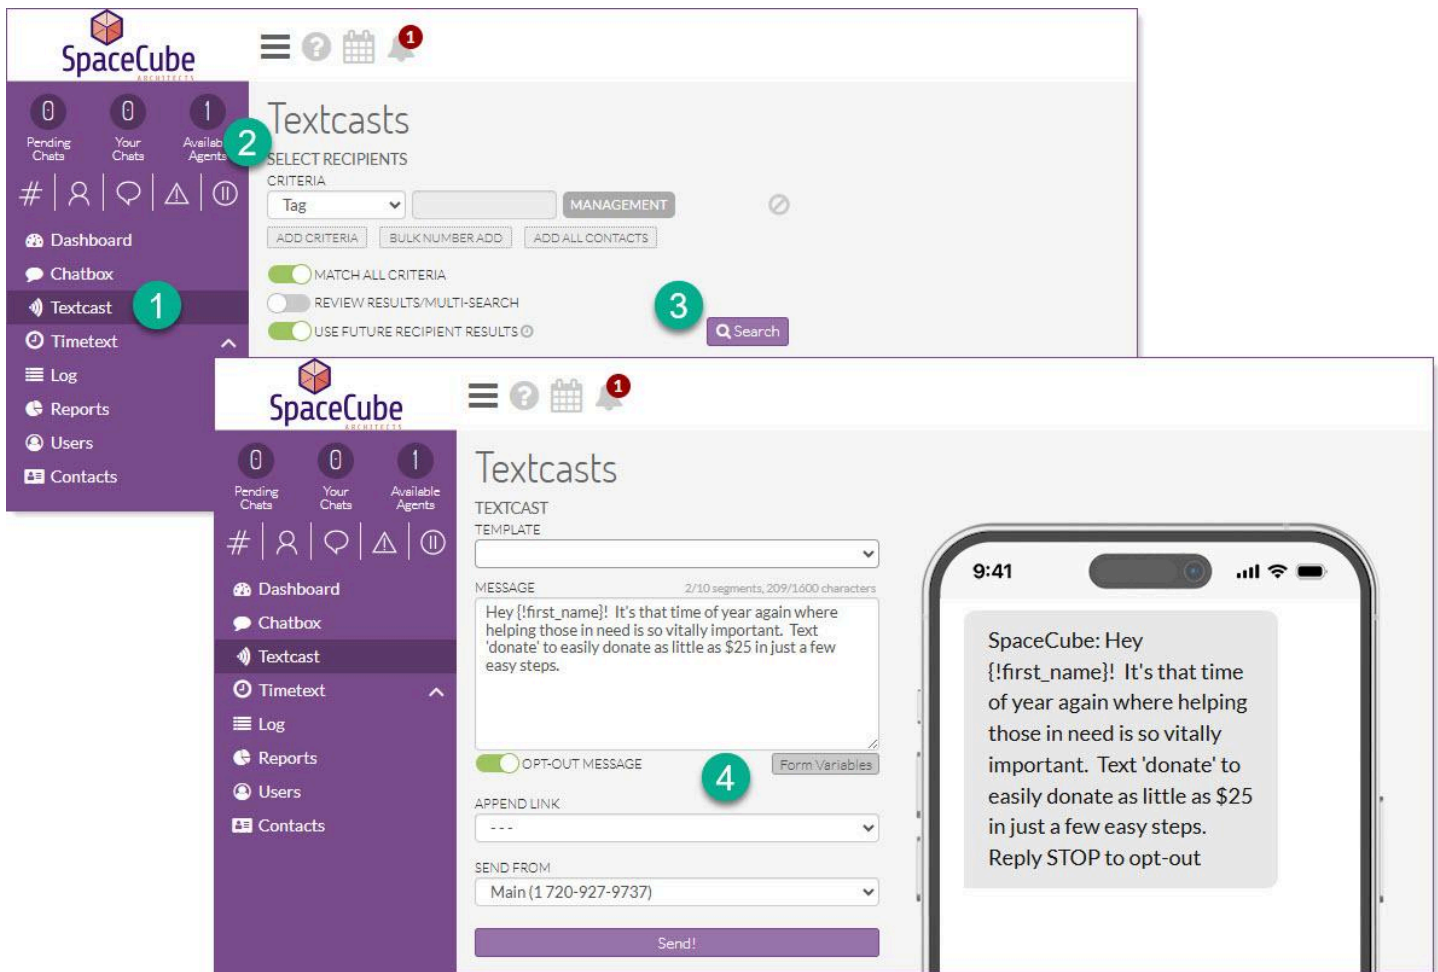 SpaceCube
ARCHITECTS
1
0 0 1
Pending Chats Your Chats Agents
2
Textcasts
SELECT RECIPIENTS
CRITERIA
Tag MANAGEMENT
ADD CRITERIA BULK NUMBER ADD ADD ALL CONTACTS
MATCH ALL CRITERIA
REVIEW RESULTS/MULTI-SEARCH
USE FUTURE RECIPIENT RESULTS
3
Search
Dashboard
Chatbox
Textcast 1
Timetext
Log
Reports
Users
Contacts
SpaceCube
ARCHITECTS
1
0 0 1
Pending Chats Your Chats Available Agents
#
Dashboard
Chatbox
Textcast
Timetext
Log
Reports
Users
Contacts
Textcasts
TEXTCAST
TEMPLATE
MESSAGE 2/10 segments, 209/1600 characters
Hey {!first_name}! It's that time of year again where
helping those in need is so vitally important. Text
'donate' to easily donate as little as $25 in just a few
easy steps.
OPT-OUT MESSAGE 4 Form Variables
APPEND LINK
---
SEND FROM
Main (1 720-927-9737)
Send!
9:41
SpaceCube: Hey
{!first_name}! It's that time
of year again where helping
those in need is so vitally
important. Text 'donate' to
easily donate as little as $25
in just a few easy steps.
Reply STOP to opt-out